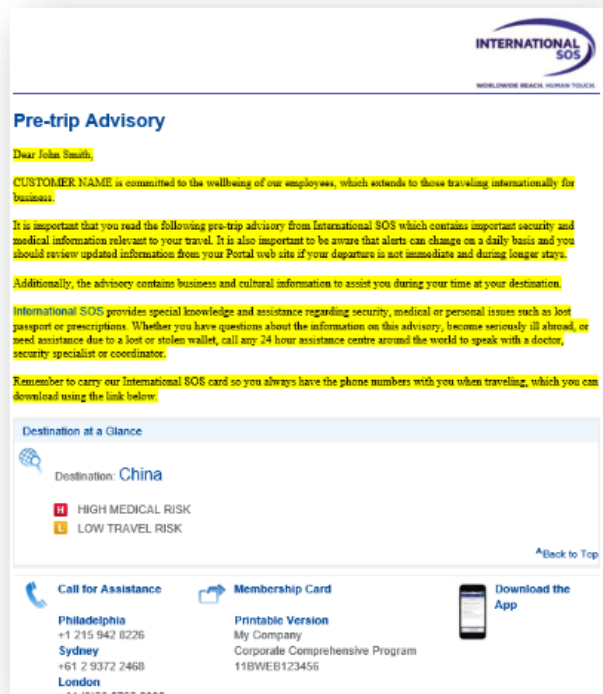 INTERNATIONAL
SOS
WORLDWIDE REACH. HUMAN TOUCH.
Pre-trip Advisory
Dear John Smith,
CUSTOMER NAME is committed to the wellbeing of our employees, which extends to those traveling internationally for
business.
It is important that you read the following pre-trip advisory from International SOS which contains important security and
medical information relevant to your travel. It is also important to be aware that alerts can change on a daily basis and you
should review updated information from your Portal web site if your departure is not immediate and during longer stays.
Additionally, the advisory contains business and cultural information to assist you during your time at your destination.
International SOS provides special knowledge and assistance regarding security, medical or personal issues such as lost
passport or prescriptions. Whether you have questions about the information on this advisory, become seriously ill abroad, or
need assistance due to a lost or stolen wallet, call any 24 hour assistance centre around the world to speak with a doctor,
security specialist or coordinator.
Remember to carry our International SOS card so you always have the phone numbers with you when traveling, which you can
download using the link below.
Destination at a Glance
Destination: China
H HIGH MEDICAL RISK
L LOW TRAVEL RISK
^Back to Top
Call for Assistance
Philadelphia
+1 215 942 8226
Sydney
+61 2 9372 2468
London
Membership Card
Printable Version
My Company
Corporate Comprehensive Program
11BWEB123456
Download the
App